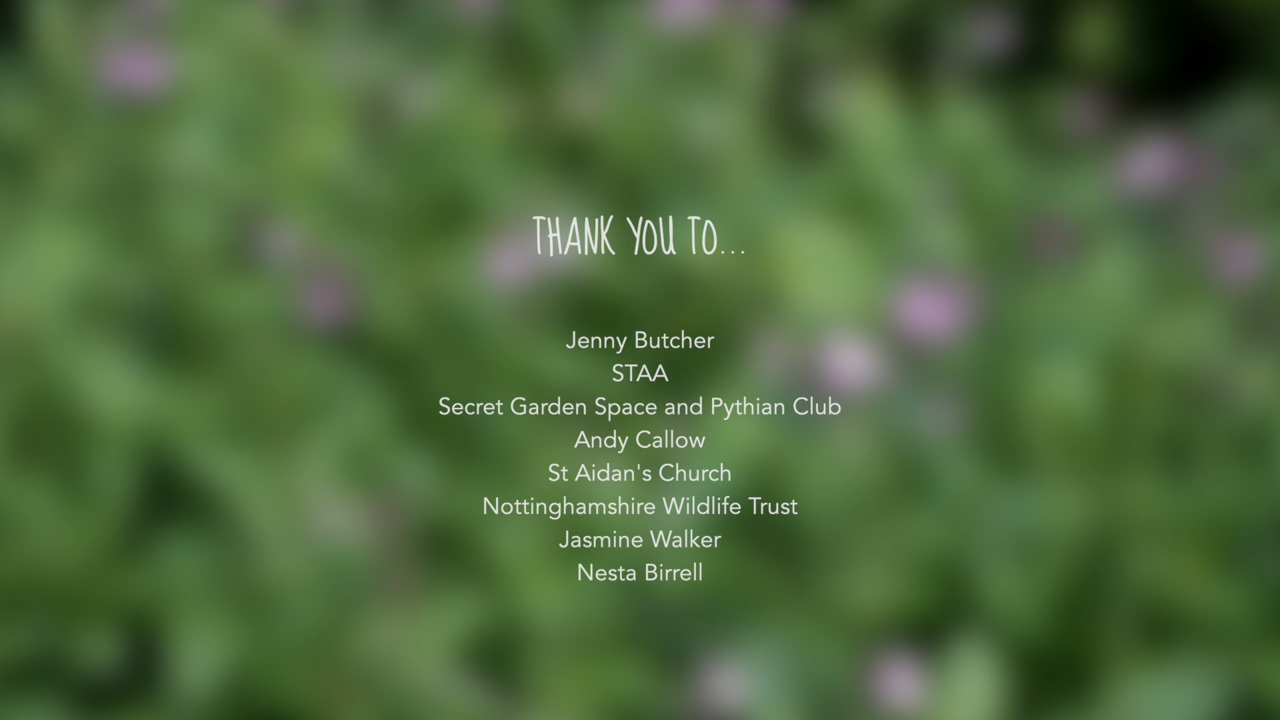 THANK YOU TO...
Jenny Butcher
STAA
Secret Garden Space and Pythian Club
Andy Callow
St Aidan's Church
Nottinghamshire Wildlife Trust
Jasmine Walker
Nesta Birrell